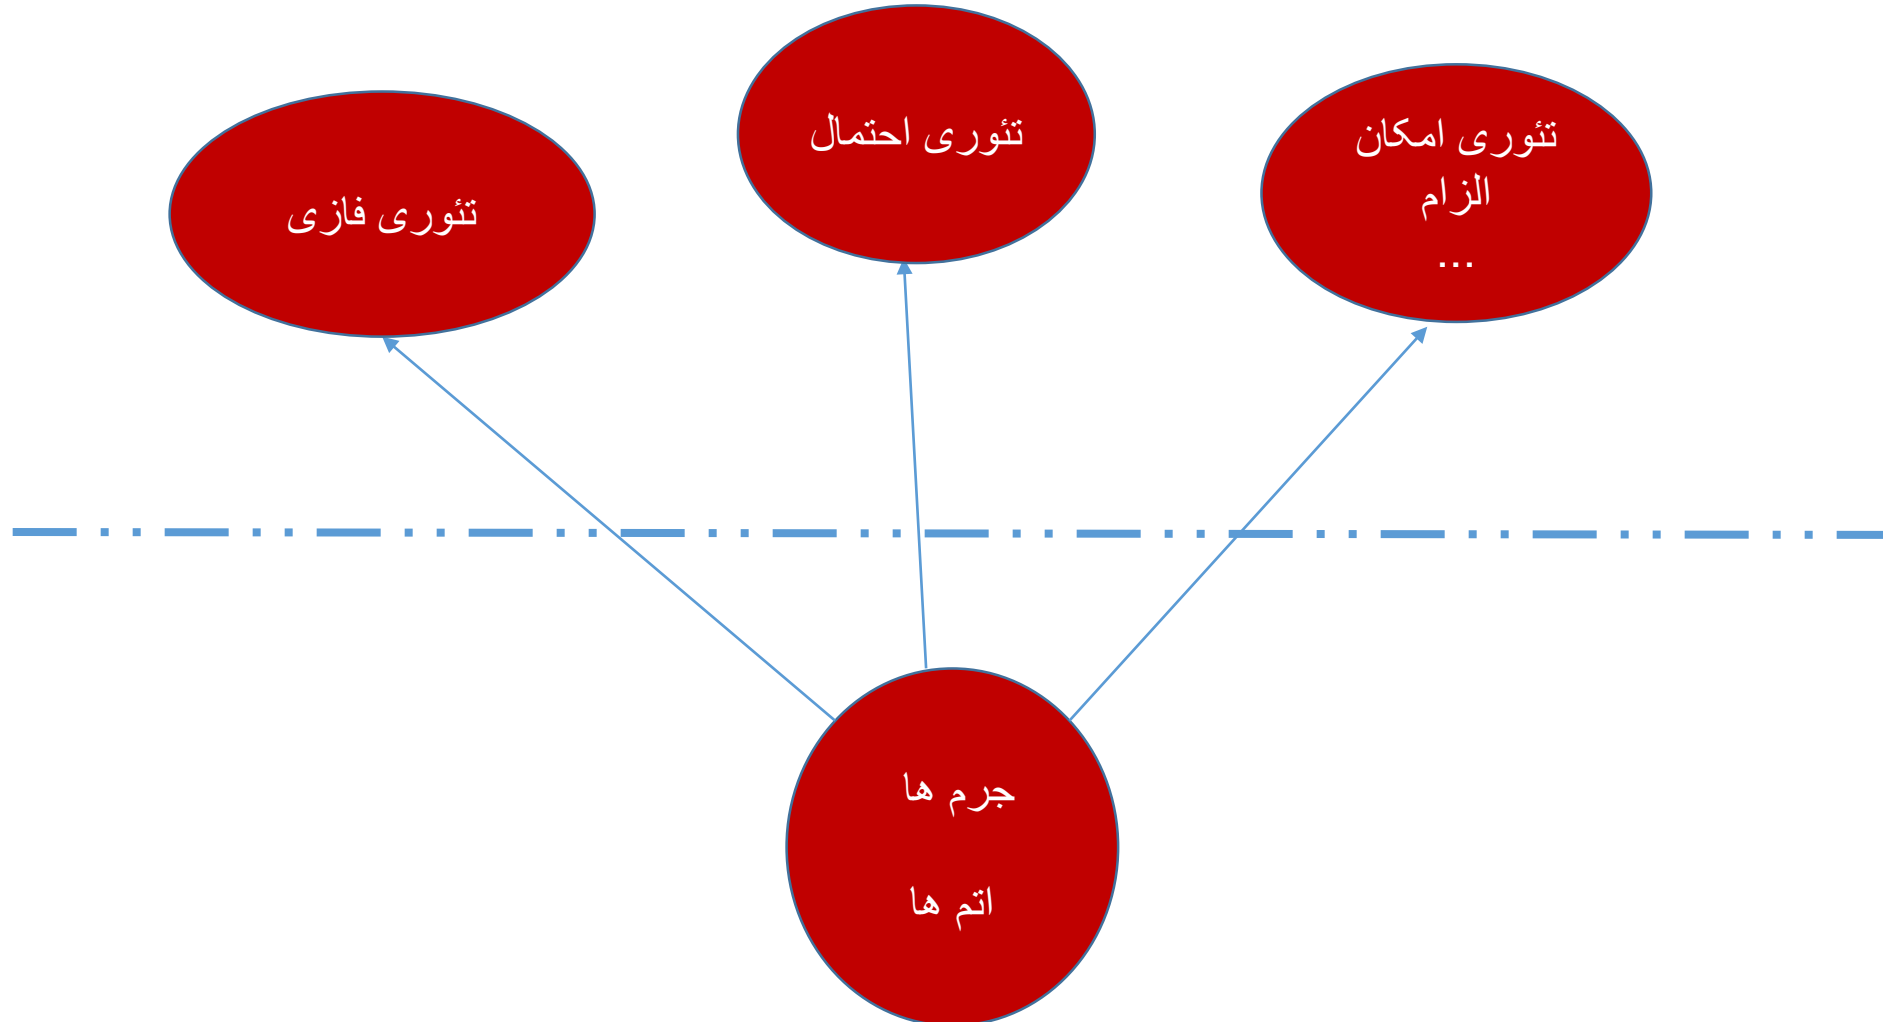 تئوری امکان
الزام
...
تئوری احتمال
تئوری فازی
جرم ها
اتم ها